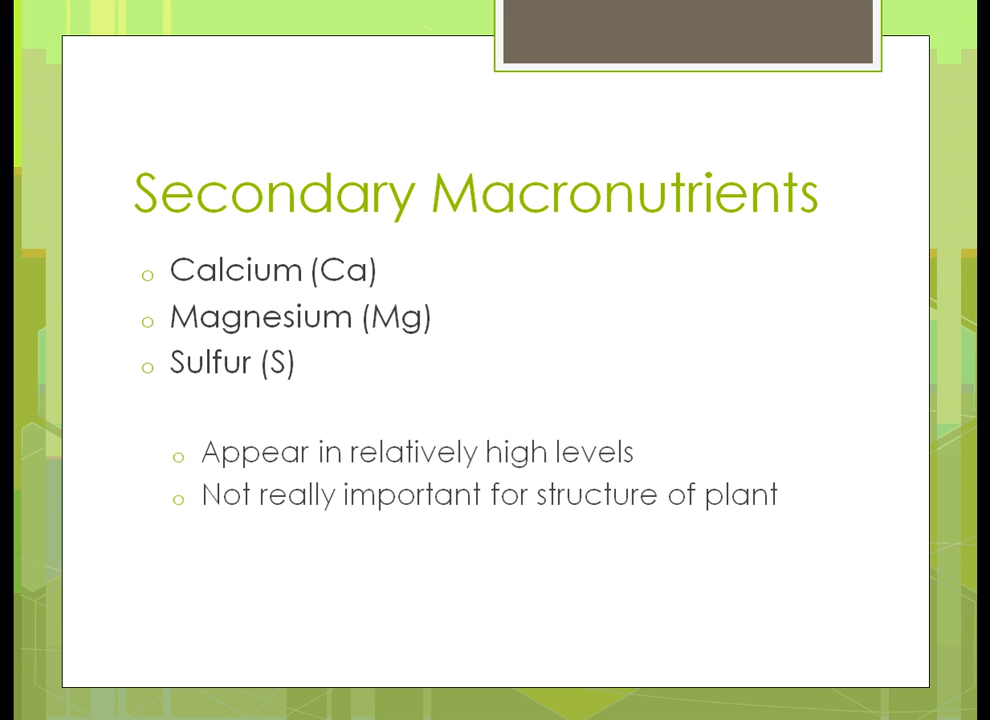 Secondary Macronutrients
Calcium (Ca)
Magnesium (Mg)
Sulfur (S)
Appear in relatively high levels
Not really important for structure of plant